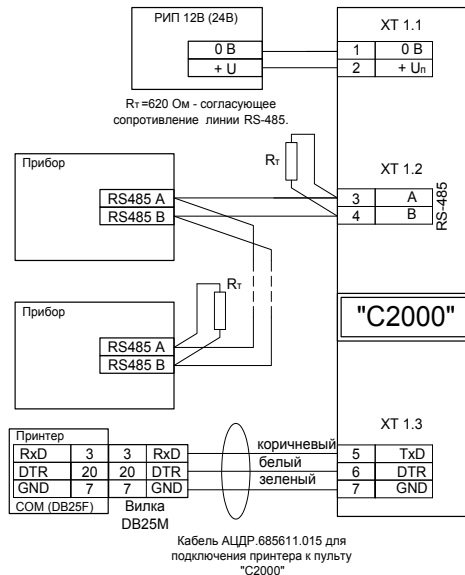 РИП 12В (24В)
0 В
+ U
XT 1.1
1 0 В
2 + Uп
Rт=620 Ом - согласующее
сопротивление линии RS-485.
Rт
XT 1.2
3 A
4 B
RS-485
Прибор
RS485 A
RS485 B
Rт
Прибор
RS485 A
RS485 B
"C2000"
XT 1.3
5 TxD
6 DTR
7 GND
коричневый
белый
зеленый
Принтер
RxD 3 3 RxD
DTR 20 20 DTR
GND 7 7 GND
COM (DB25F)
Вилка
DB25M
Кабель АЦДР.685611.015 для
подключения принтера к пульту
"С2000"